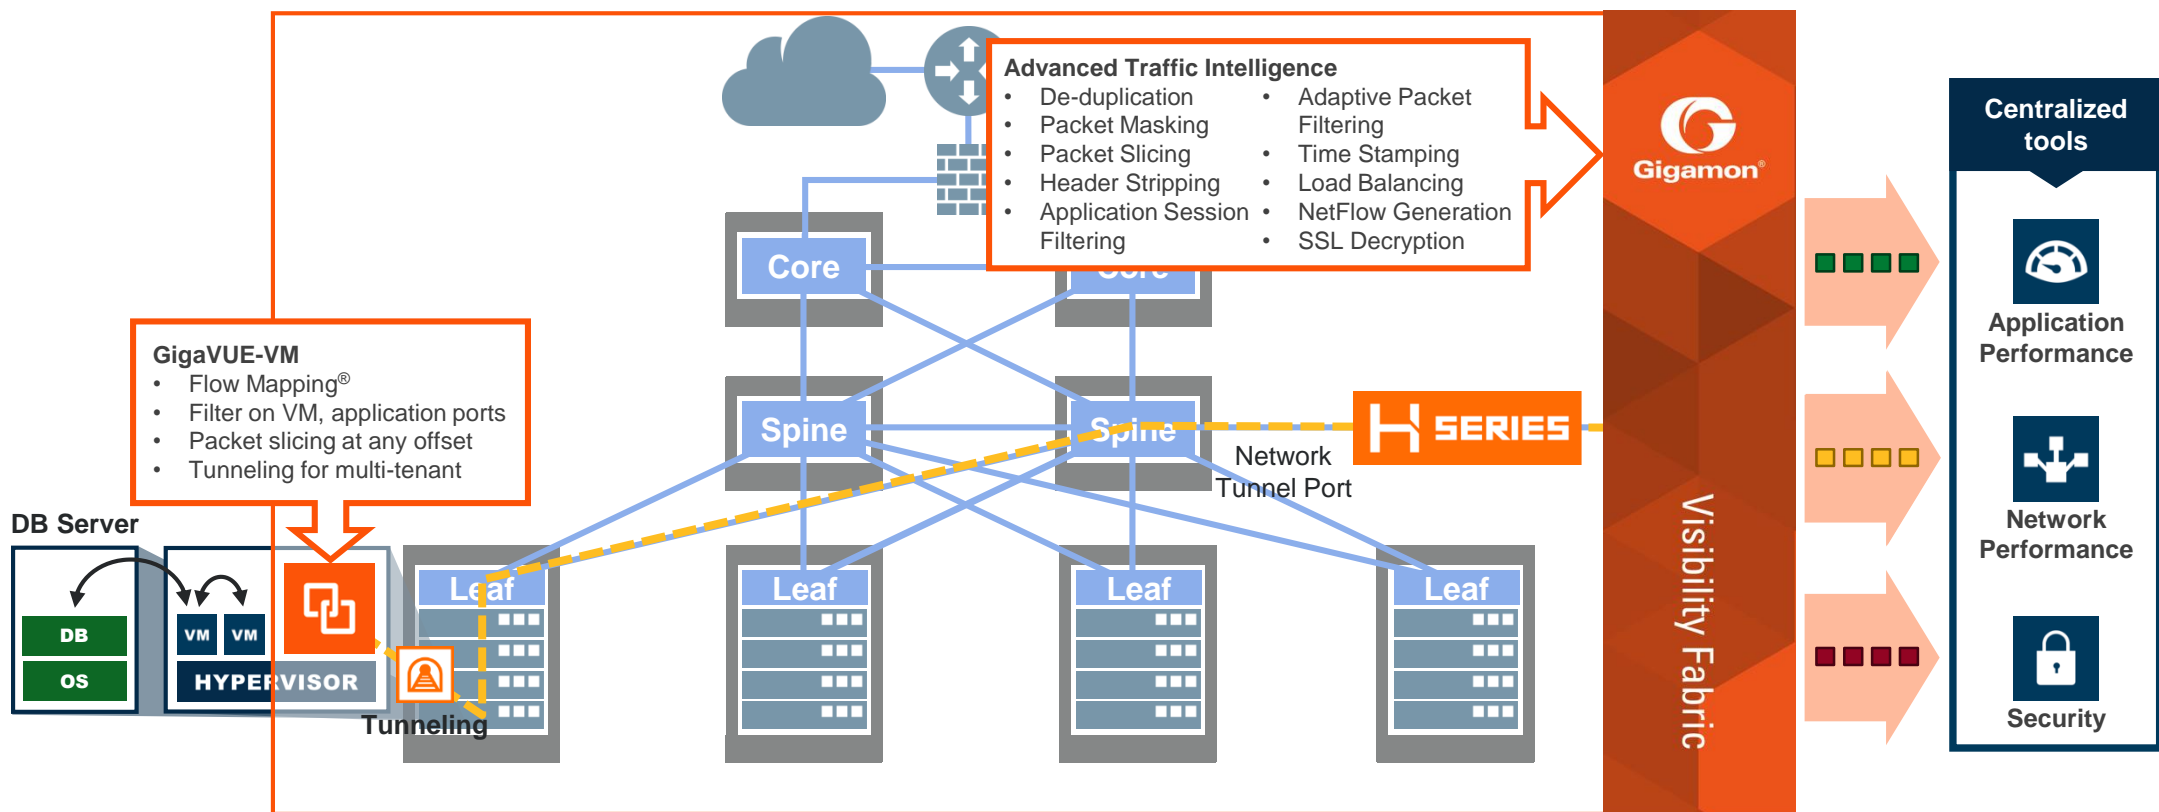 Advanced Traffic Intelligence
• De-duplication
• Packet Masking
• Packet Slicing
• Header Stripping
• Application Session
Filtering
• Adaptive Packet
Filtering
• Time Stamping
• Load Balancing
• NetFlow Generation
• SSL Decryption
Gigamon®
Centralized
tools
Core
Core
GigaVUE-VM
• Flow Mapping®
• Filter on VM, application ports
• Packet slicing at any offset
• Tunneling for multi-tenant
Application
Performance
Spine
Spine
H SERIES
Network
Tunnel Port
Visibility Fabric
Network
Performance
DB Server
DB
OS
VM
VM
HYPERVISOR
Tunneling
Leaf
Leaf
Leaf
Leaf
Security